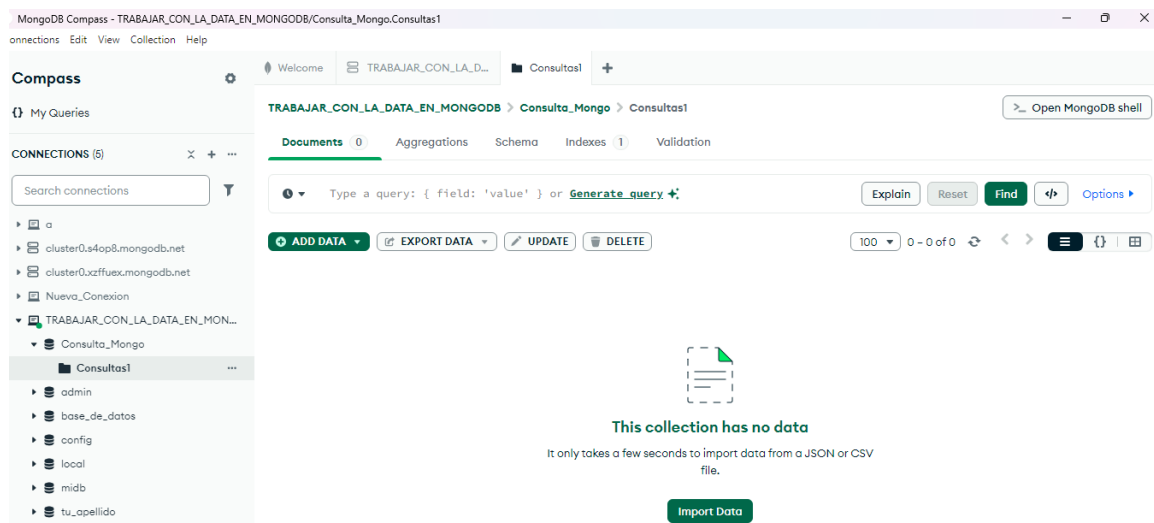 MongoDB Compass - TRABAJAR_CON_LA_DATA_EN_MONGODB/Consulta_Mongo.Consultas1
onnections Edit View Collection Help
Compass
{} My Queries
CONNECTIONS (5)
Search connections
a
cluster0.s4op8.mongodb.net
cluster0.xzffuex.mongodb.net
Nueva_Conexion
TRABAJAR_CON_LA_DATA_EN_MON...
Consulta_Mongo
Consultas1
admin
base_de_datos
config
local
midb
tu_apellido
Welcome TRABAJAR_CON_LA_D... Consultas1
TRABAJAR_CON_LA_DATA_EN_MONGODB > Consulta_Mongo > Consultas1
>_ Open MongoDB shell
Documents 0 Aggregations Schema Indexes 1 Validation
Type a query: { field: 'value' } or Generate query
Explain Reset Find </> Options
ADD DATA EXPORT DATA UPDATE DELETE
100 0 – 0 of 0 {}
This collection has no data
It only takes a few seconds to import data from a JSON or CSV
file.
Import Data